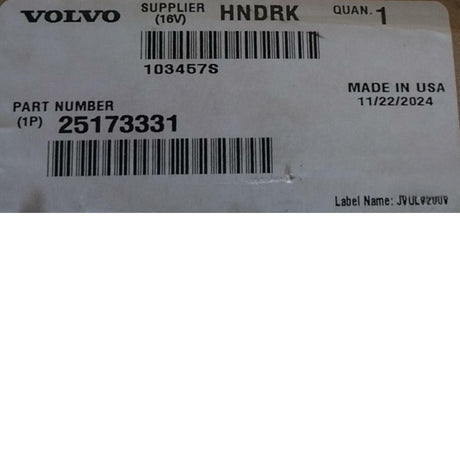 VOLVO SUPPLIER (16V) HNDRK QUAN. 1
103457S
MADE IN USA
11/22/2024
PART NUMBER
(1P) 25173331
Label Name: